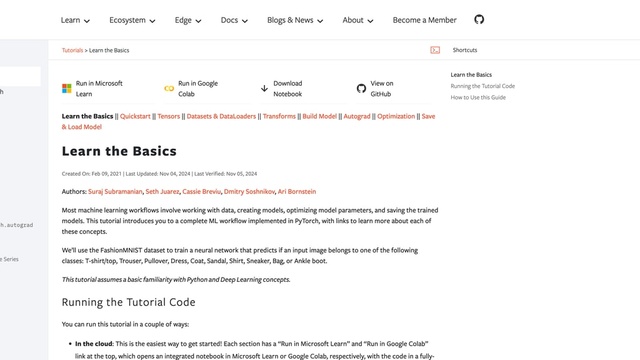 Learn Ecosystem Edge Docs Blogs & News About Become a Member
Tutorials > Learn the Basics
Shortcuts
Run in Microsoft Learn
Run in Google Colab
Download Notebook
View on GitHub
Learn the Basics
Running the Tutorial Code
How to Use this Guide
Learn the Basics || Quickstart || Tensors || Datasets & DataLoaders || Transforms || Build Model || Autograd || Optimization || Save
& Load Model
Learn the Basics
Created On: Feb 09, 2021 | Last Updated: Nov 04, 2024 | Last Verified: Nov 05, 2024
Authors: Suraj Subramanian, Seth Juarez, Cassie Breviu, Dmitry Soshnikov, Ari Bornstein
Most machine learning workflows involve working with data, creating models, optimizing model parameters, and saving the trained
models. This tutorial introduces you to a complete ML workflow implemented in PyTorch, with links to learn more about each of
these concepts.
h.autograd
We'll use the FashionMNIST dataset to train a neural network that predicts if an input image belongs to one of the following
e Series
classes: T-shirt/top, Trouser, Pullover, Dress, Coat, Sandal, Shirt, Sneaker, Bag, or Ankle boot.
This tutorial assumes a basic familiarity with Python and Deep Learning concepts.
Running the Tutorial Code
You can run this tutorial in a couple of ways:
• In the cloud: This is the easiest way to get started! Each section has a "Run in Microsoft Learn" and "Run in Google Colab"
link at the top, which opens an integrated notebook in Microsoft Learn or Google Colab, respectively, with the code in a fully-